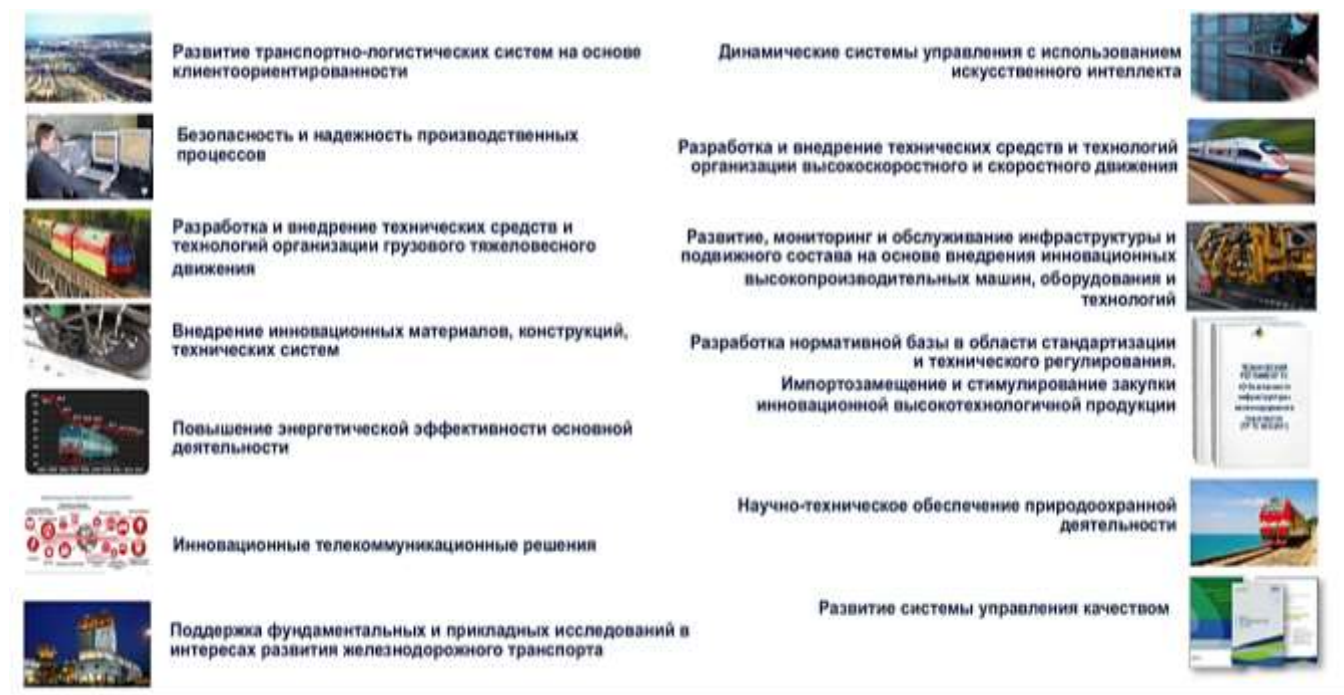 Развитие транспортно-логистических систем на основе
клиентоориентированности
Безопасность и надежность производственных
процессов
Разработка и внедрение технических средств и
технологий организации грузового тяжеловесного
движения
Внедрение инновационных материалов, конструкций,
технических систем
Повышение энергетической эффективности основной
деятельности
Инновационные телекоммуникационные решения
Поддержка фундаментальных и прикладных исследований в
интересах развития железнодорожного транспорта
Динамические системы управления с использованием
искусственного интеллекта
Разработка и внедрение технических средств и технологий
организации высокоскоростного и скоростного движения
Развитие, мониторинг и обслуживание инфраструктуры и
подвижного состава на основе внедрения инновационных
высокопроизводительных машин, оборудования и
технологий
Разработка нормативной базы в области стандартизации
и технического регулирования.
Импортозамещение и стимулирование закупки
инновационной высокотехнологичной продукции
Научно-техническое обеспечение природоохранной
деятельности
Развитие системы управления качеством